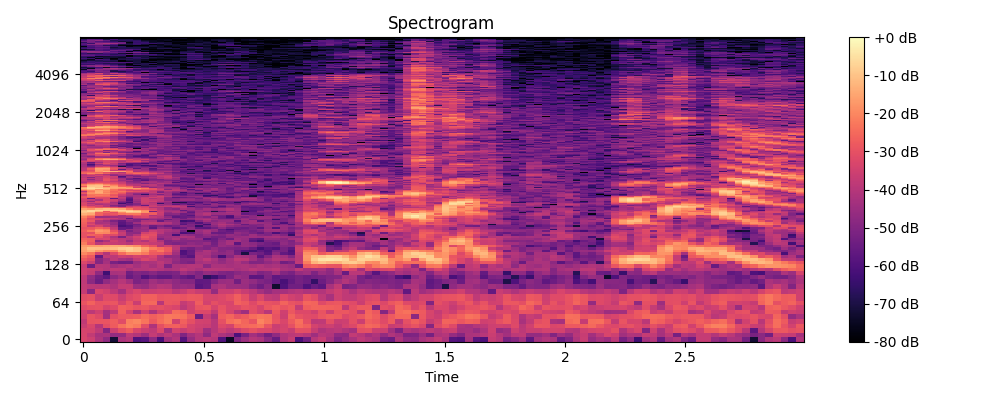 Spectrogram
Hz
4096
2048
1024
512
256
128
64
0
0
0.5
1
1.5
2
2.5
Time
+0 dB
-10 dB
-20 dB
-30 dB
-40 dB
-50 dB
-60 dB
-70 dB
-80 dB